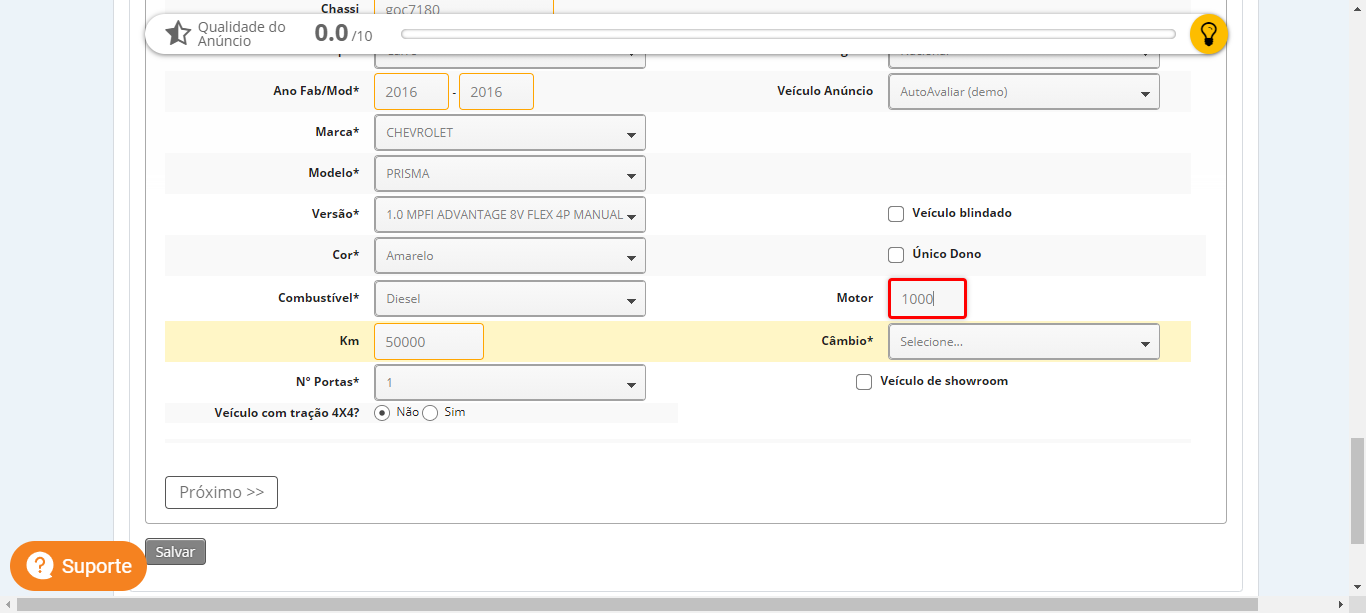 Chassi goc7180
Qualidade do
Anúncio
0.0 /10
Ano Fab/Mod* 2016 - 2016 Veículo Anúncio AutoAvaliar (demo)
Marca* CHEVROLET
Modelo* PRISMA
Versão* 1.0 MPFI ADVANTAGE 8V FLEX 4P MANUAL Veículo blindado
Cor* Amarelo Único Dono
Combustível* Diesel Motor 1000
Km 50000 Câmbio* Selecione...
Nº Portas* 1 Veículo de showroom
Veículo com tração 4X4? Não Sim
Próximo >>
Salvar
? Suporte